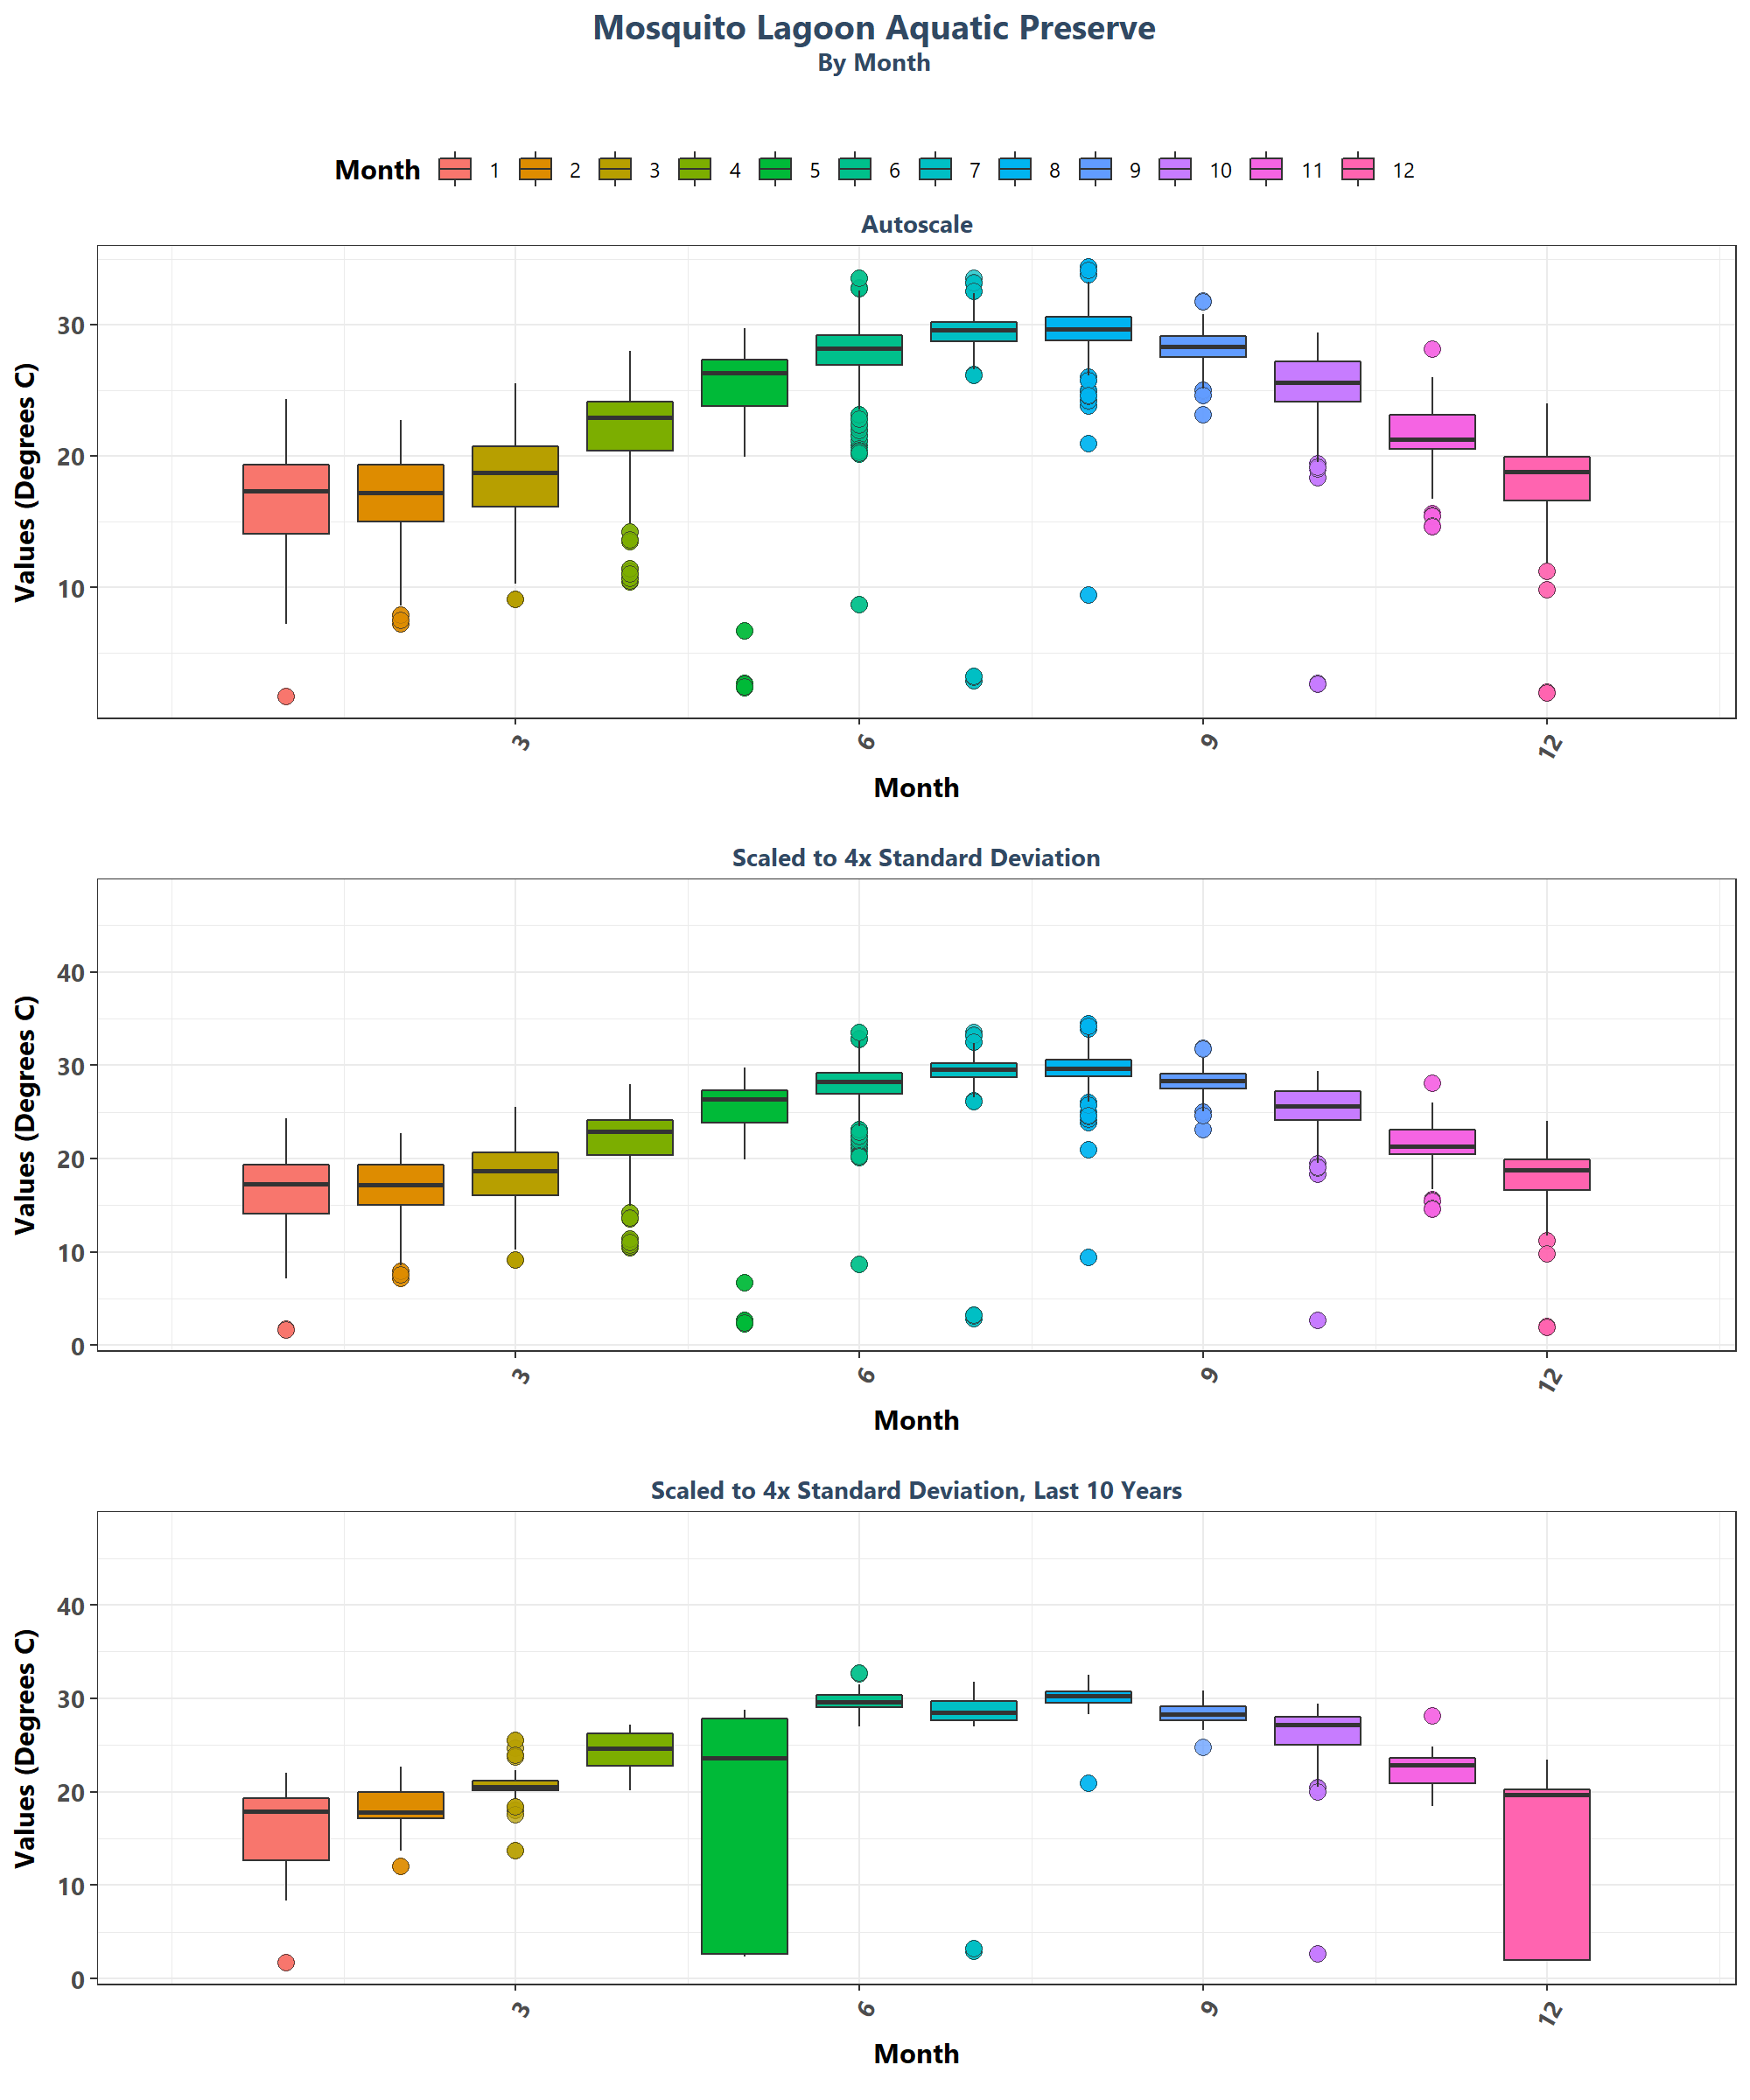 Mosquito Lagoon Aquatic Preserve
By Month
Month 1 2 3 4 5 6 7 8 9 10 11 12
Autoscale
Values (Degrees C)
30
20
10
3 6 9 12
Month
Scaled to 4x Standard Deviation
Values (Degrees C)
40
30
20
10
0
3 6 9 12
Month
Scaled to 4x Standard Deviation, Last 10 Years
Values (Degrees C)
40
30
20
10
0
3 6 9 12
Month